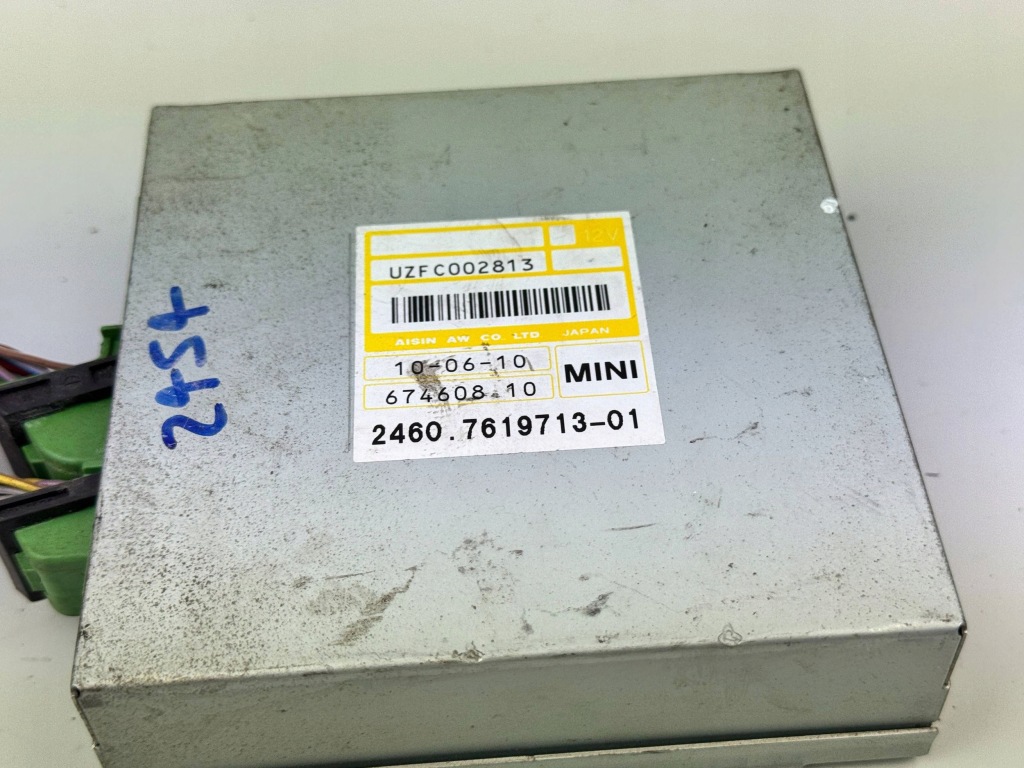 12V
UZFC002813
AISIN AW CO LTD JAPAN
10-06-10
674608.10
MINI
2460.7619713-01
2454